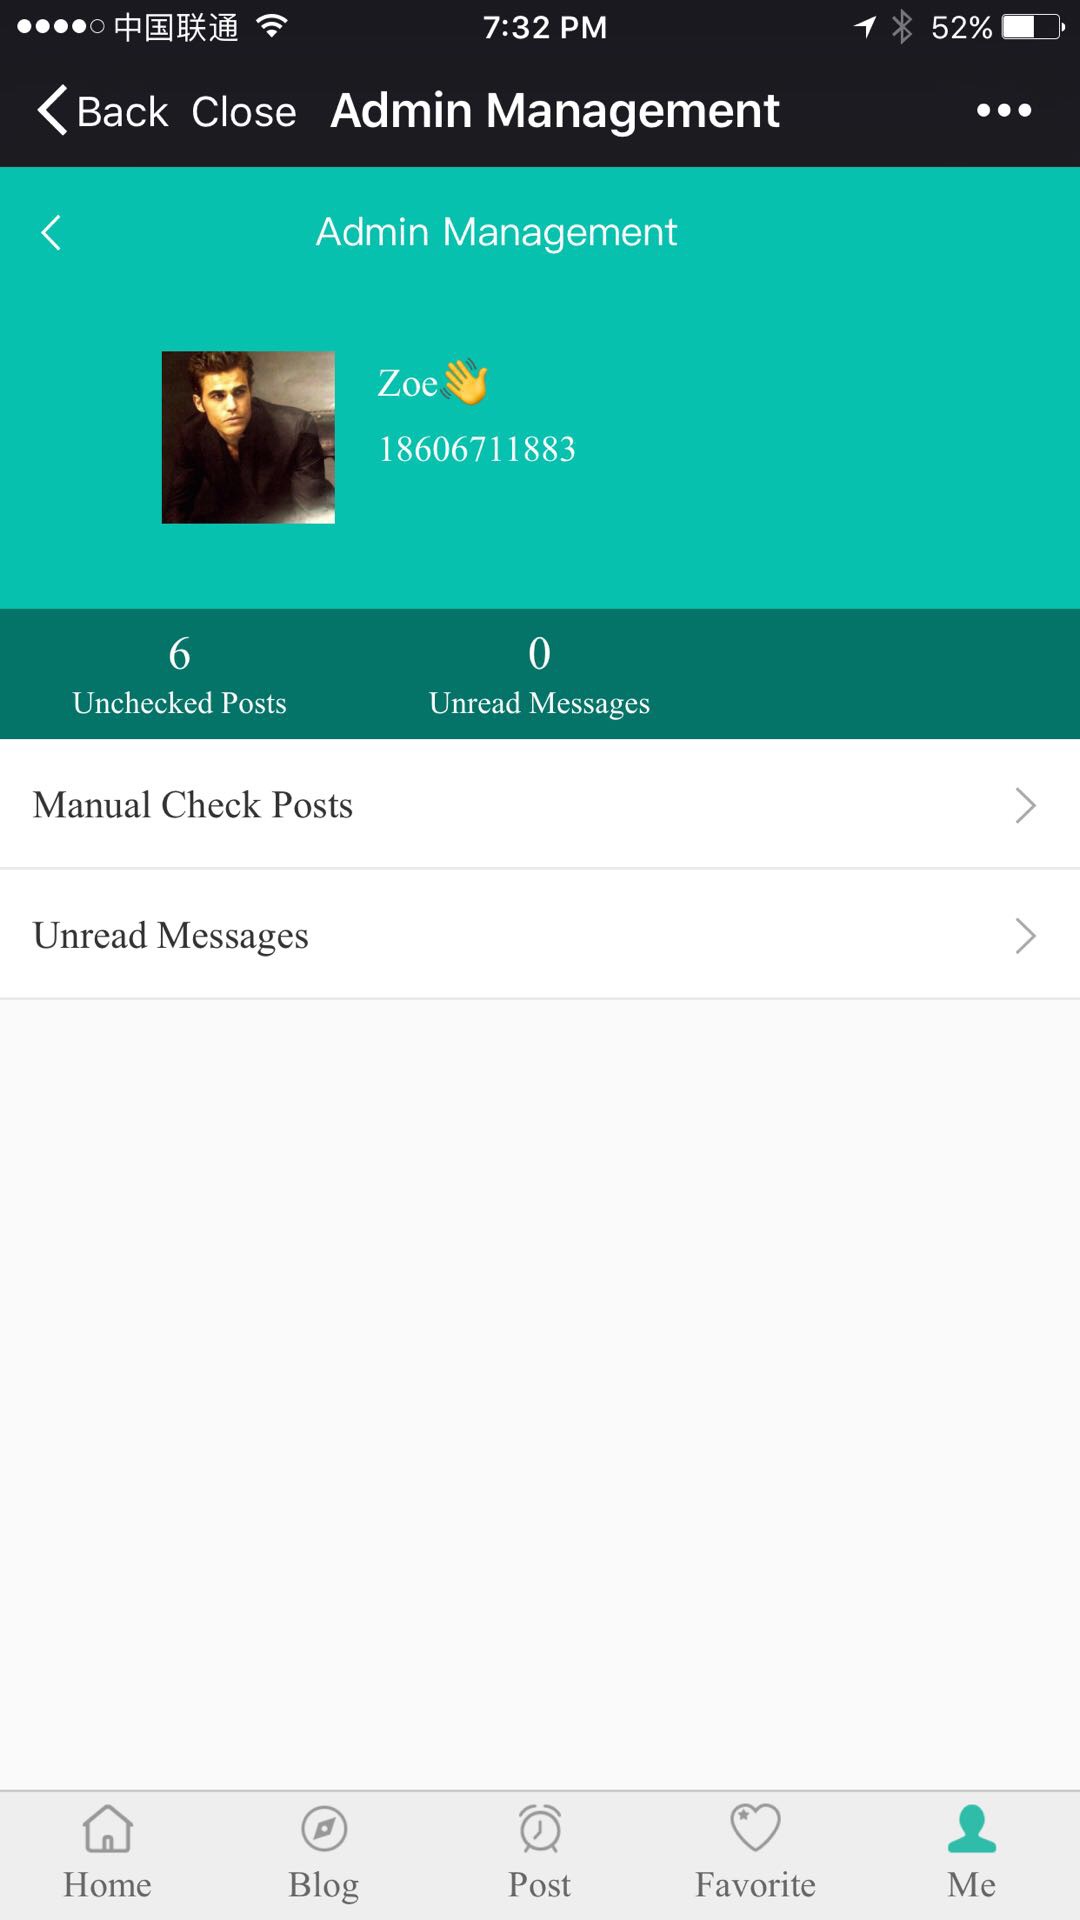 中国联通 7:32 PM 52%
Back Close Admin Management
Admin Management
Zoe👋
18606711883
6 0
Unchecked Posts Unread Messages
Manual Check Posts
Unread Messages
Home Blog Post Favorite Me